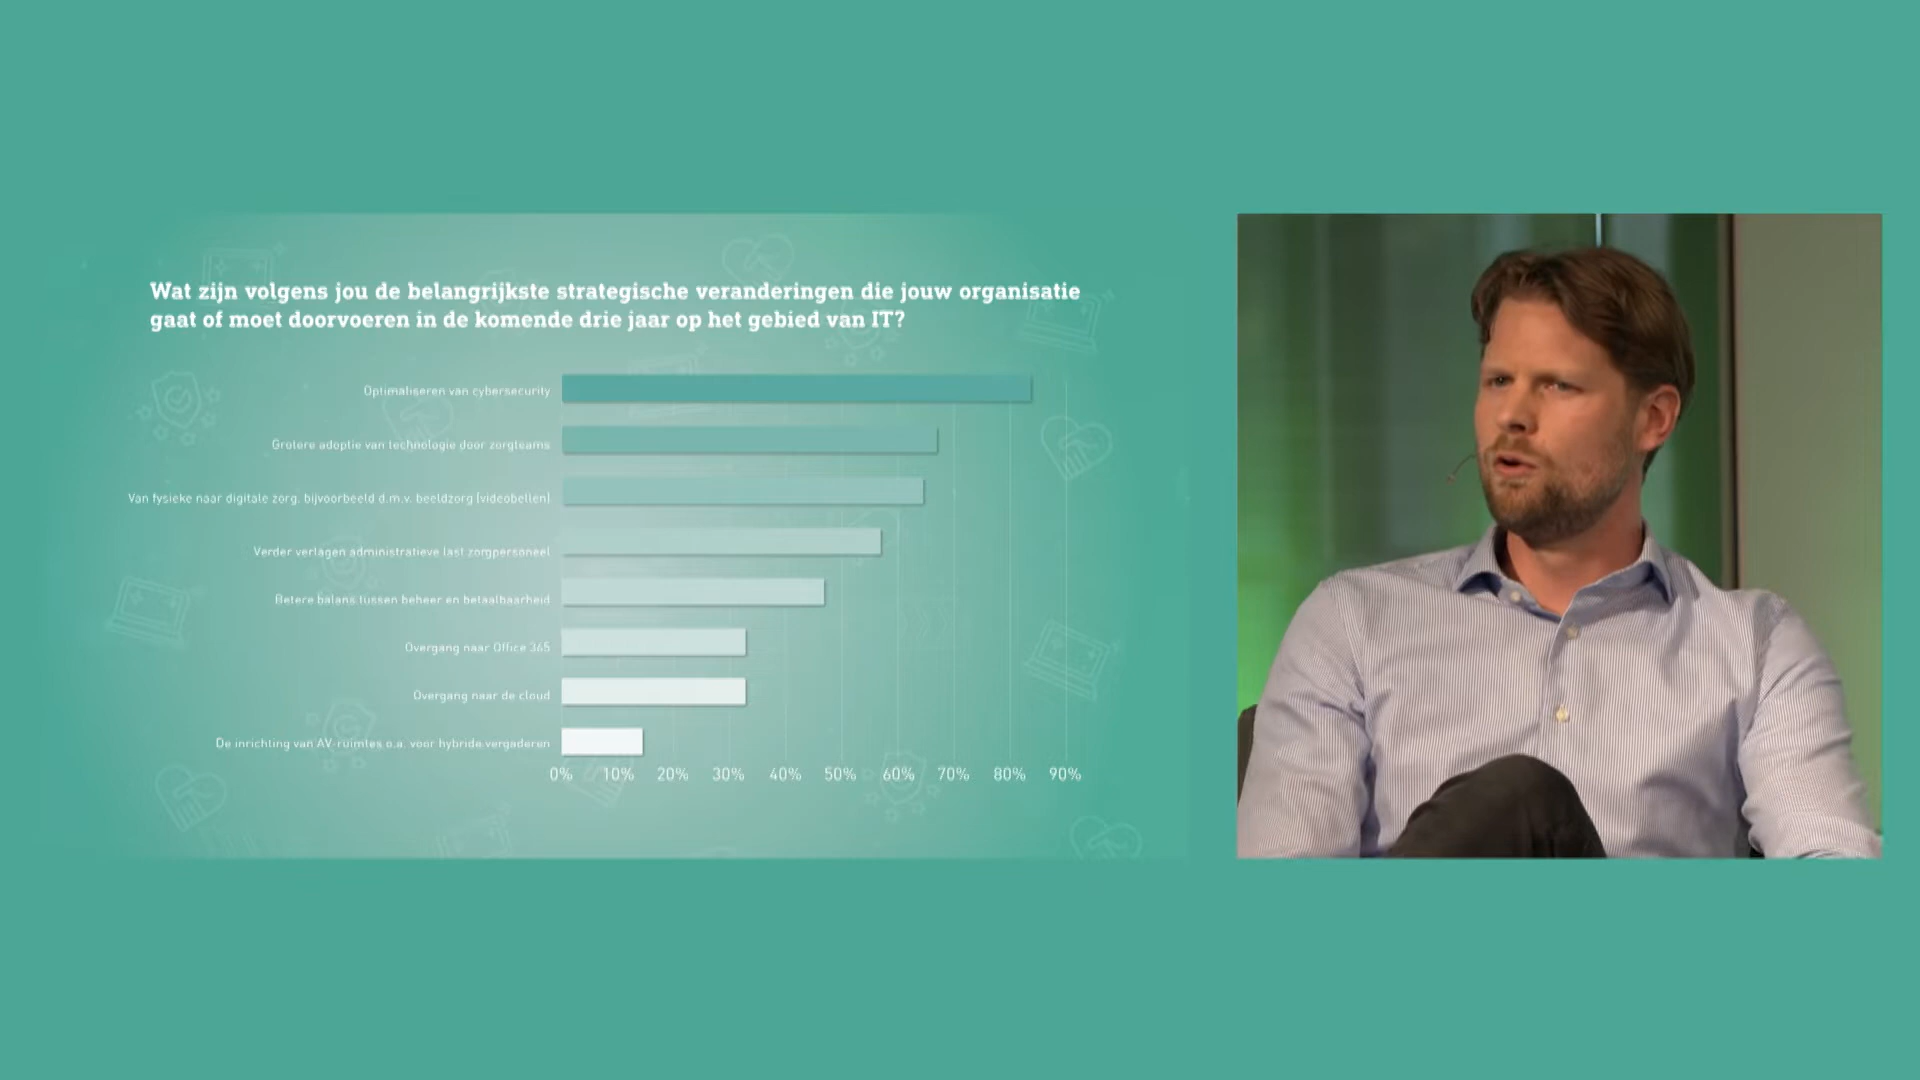 Wat zijn volgens jou de belangrijkste strategische veranderingen die jouw organisatie
gaat of moet doorvoeren in de komende drie jaar op het gebied van IT?
Optimaliseren van cybersecurity
Grotere adoptie van technologie door zorgteams
Van fysieke naar digitale zorg, bijvoorbeeld d.m.v. beeldzorg (videobellen)
Verder verlagen administratieve last zorgpersoneel
Betere balans tussen beheer en betaalbaarheid
Overgang naar Office 365
Overgang naar de cloud
De inrichting van AV-ruimtes o.a. voor hybride vergaderen
0% 10% 20% 30% 40% 50% 60% 70% 80% 90%